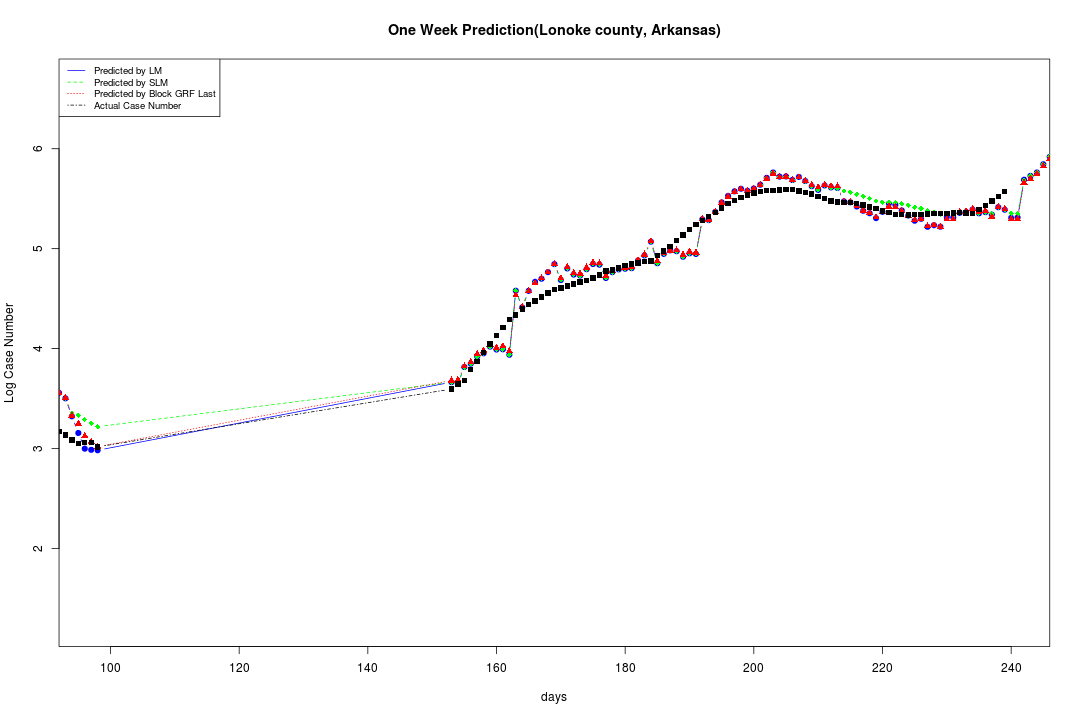 One Week Prediction(Lonoke county, Arkansas)
Predicted by LM
Predicted by SLM
Predicted by Block GRF Last
Actual Case Number
Log Case Number
6
5
4
3
2
100 120 140 160 180 200 220 240
days